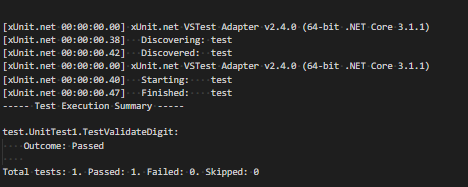 [xUnit.net 00:00:00.00] xUnit.net VSTest Adapter v2.4.0 (64-bit .NET Core 3.1.1)
[xUnit.net 00:00:00.38]   Discovering: test
[xUnit.net 00:00:00.42]   Discovered:  test
[xUnit.net 00:00:00.00] xUnit.net VSTest Adapter v2.4.0 (64-bit .NET Core 3.1.1)
[xUnit.net 00:00:00.40]   Starting:    test
[xUnit.net 00:00:00.47]   Finished:    test
----- Test Execution Summary -----
test.UnitTest1.TestValidateDigit:
    Outcome: Passed
Total tests: 1. Passed: 1. Failed: 0. Skipped: 0